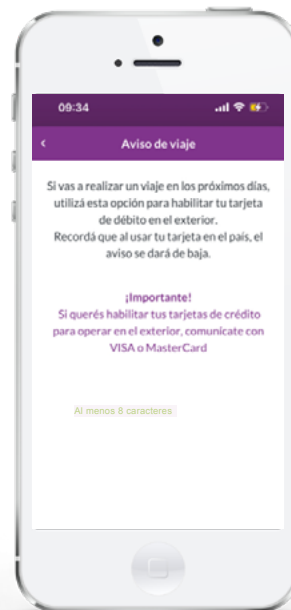 09:34
Aviso de viaje
Si vas a realizar un viaje en los próximos días,
utilizá esta opción para habilitar tu tarjeta
de débito en el exterior.
Recordá que al usar tu tarjeta en el país, el
aviso se dará de baja.
¡Importante!
Si querés habilitar tus tarjetas de crédito
para operar en el exterior, comunícate con
VISA o MasterCard
Al menos 8 caracteres